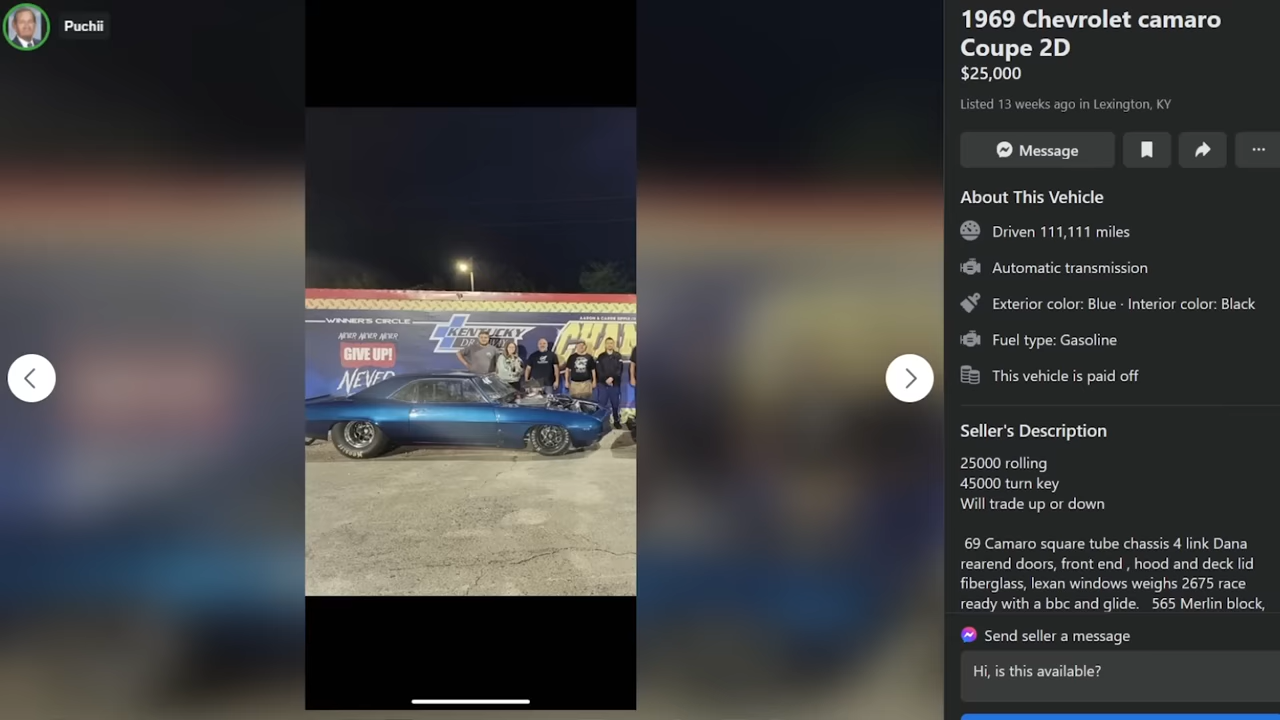 Puchii
WINNER'S CIRCLE
NEVER NEVER NEVER
GIVE UP!
NEVER
KENTUCKY
1969 Chevrolet camaro
Coupe 2D
$25,000
Listed 13 weeks ago in Lexington, KY
Message
About This Vehicle
Driven 111,111 miles
Automatic transmission
Exterior color: Blue · Interior color: Black
Fuel type: Gasoline
This vehicle is paid off
Seller's Description
25000 rolling
45000 turn key
Will trade up or down
69 Camaro square tube chassis 4 link Dana
rearend doors, front end , hood and deck lid
fiberglass, lexan windows weighs 2675 race
ready with a bbc and glide. 565 Merlin block,
Send seller a message
Hi, is this available?